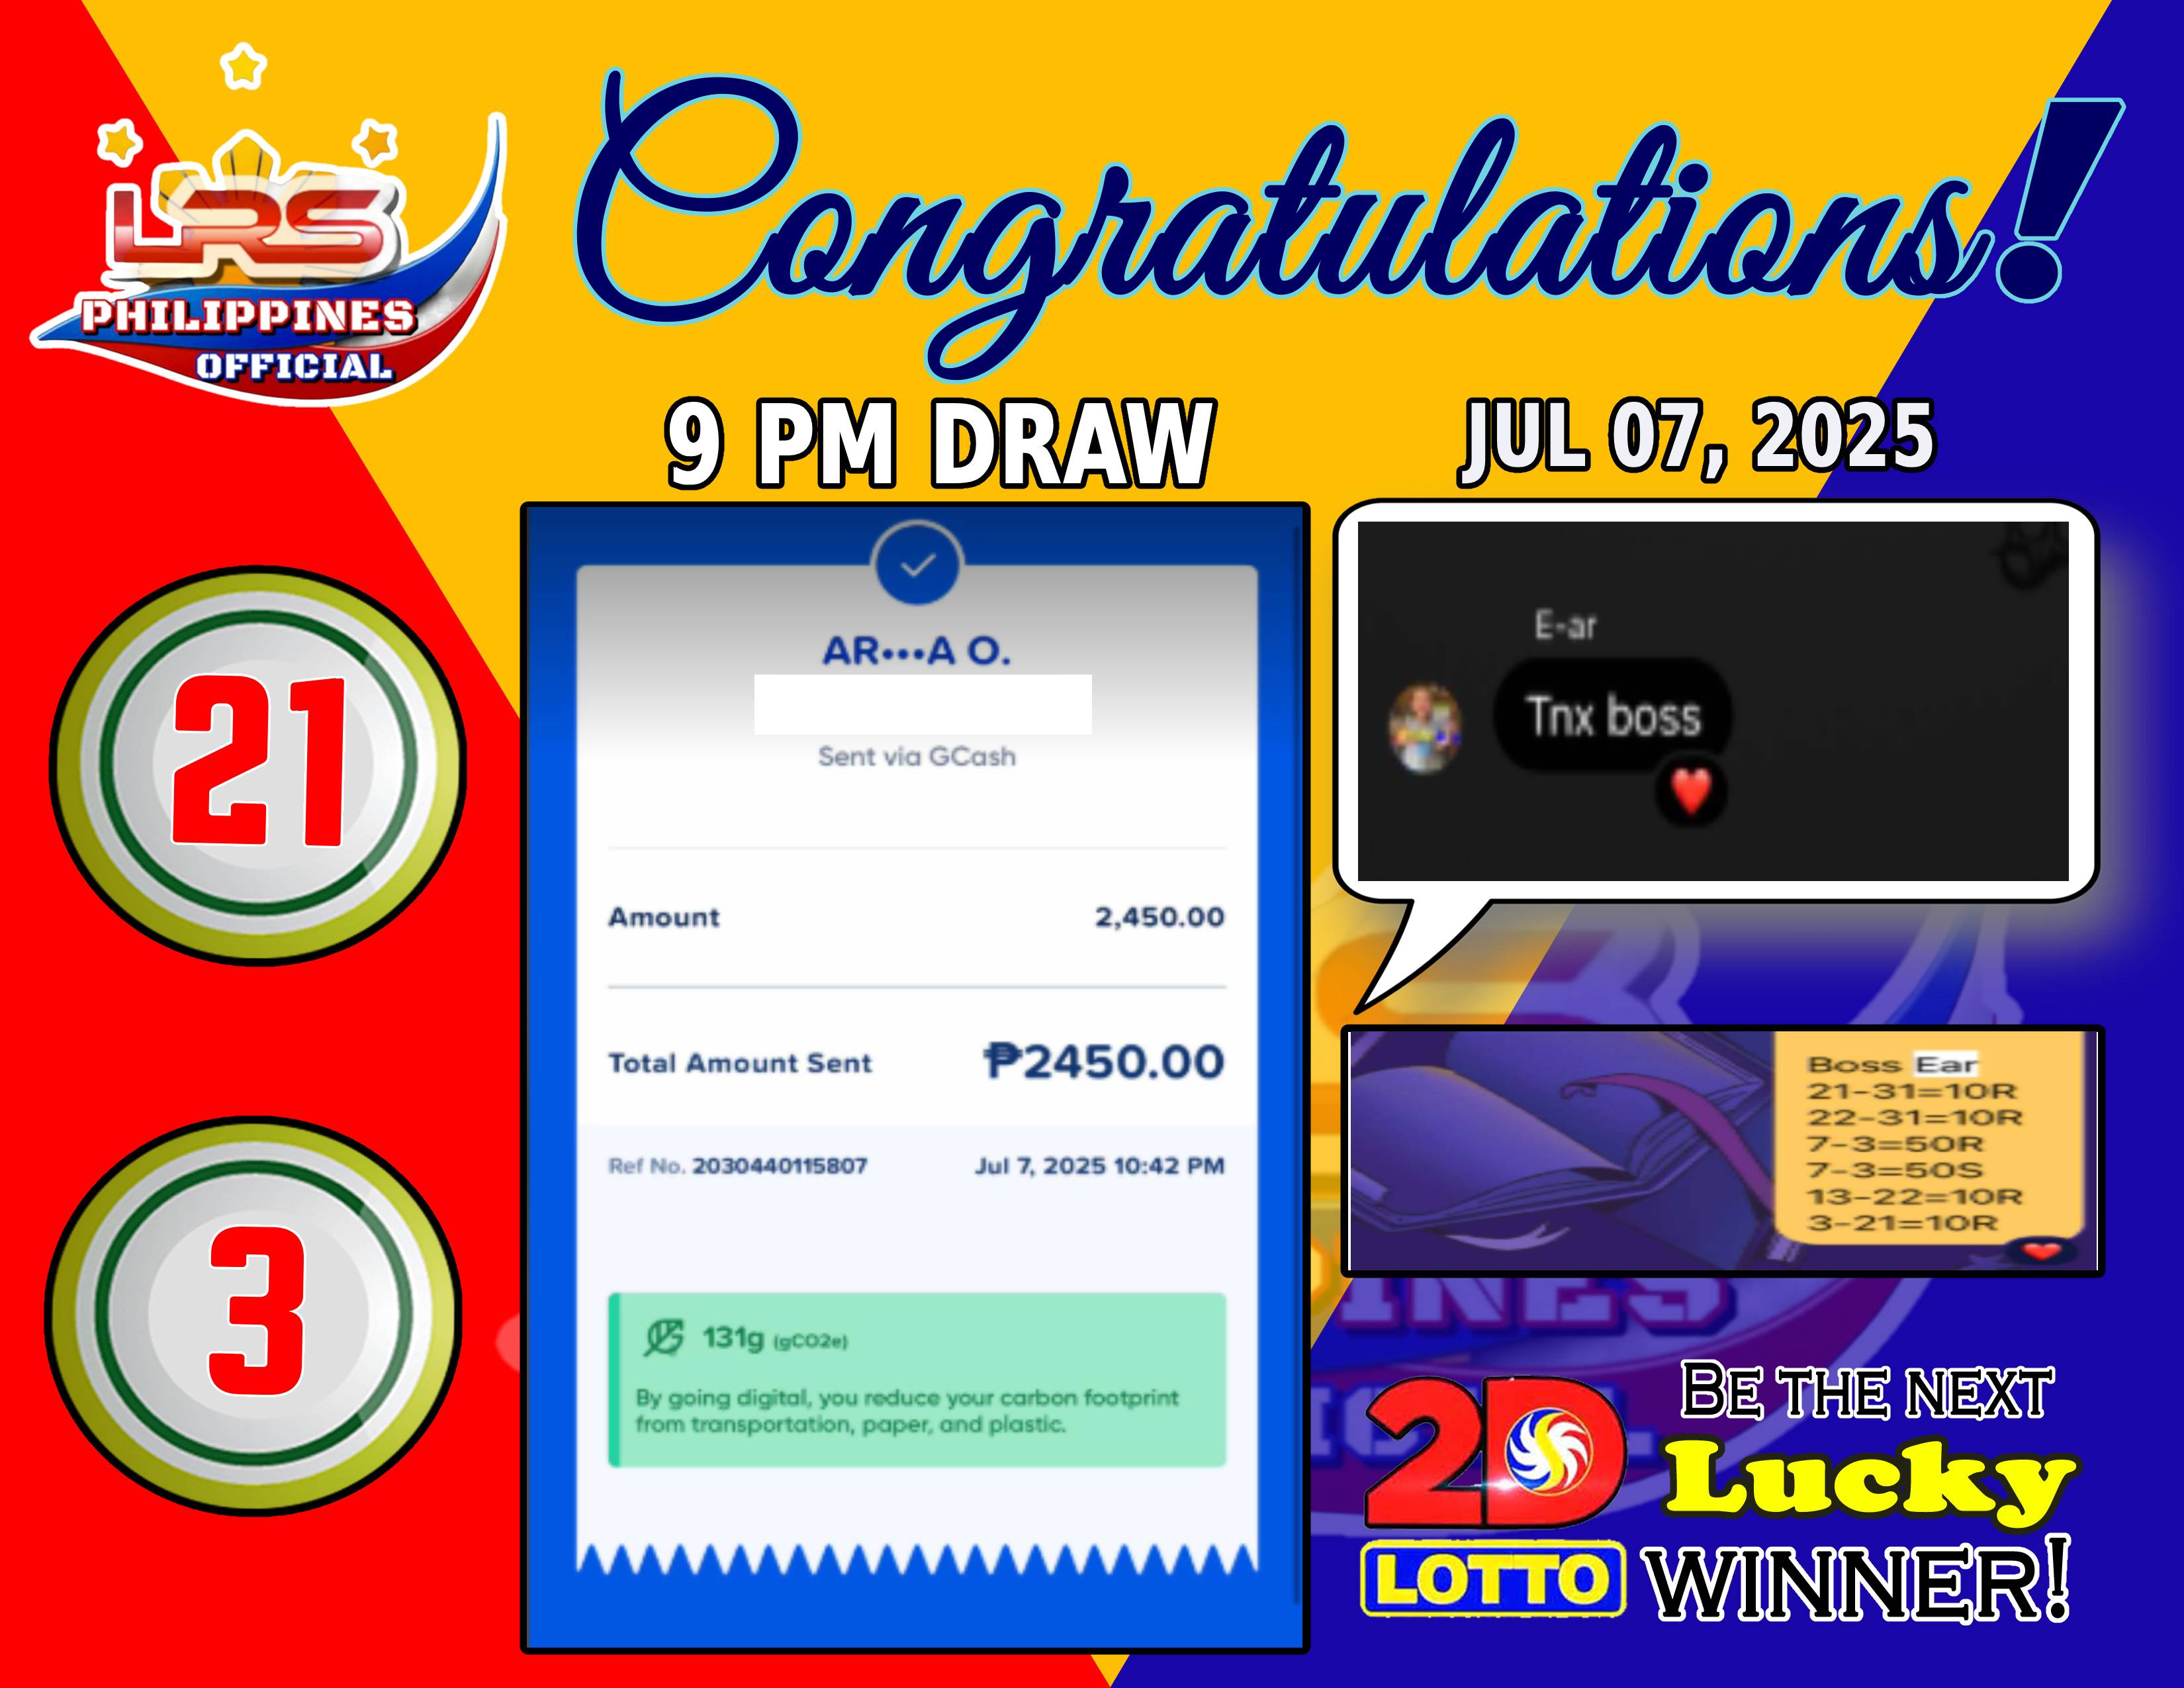 LRS
PHILIPPINES
OFFICIAL
Congratulations!
9 PM DRAW
JUL 07, 2025
21
3
AR•••A O.
Sent via GCash
Amount 2,450.00
Total Amount Sent ₱2450.00
Ref No. 2030440115807 Jul 7, 2025 10:42 PM
131g (gCO2e)
By going digital, you reduce your carbon footprint
from transportation, paper, and plastic.
E-ar
Tnx boss
Boss Ear
21-31=10R
22-31=10R
7-3=50R
7-3=50S
13-22=10R
3-21=10R
2D
LOTTO
BE THE NEXT
Lucky
WINNER!